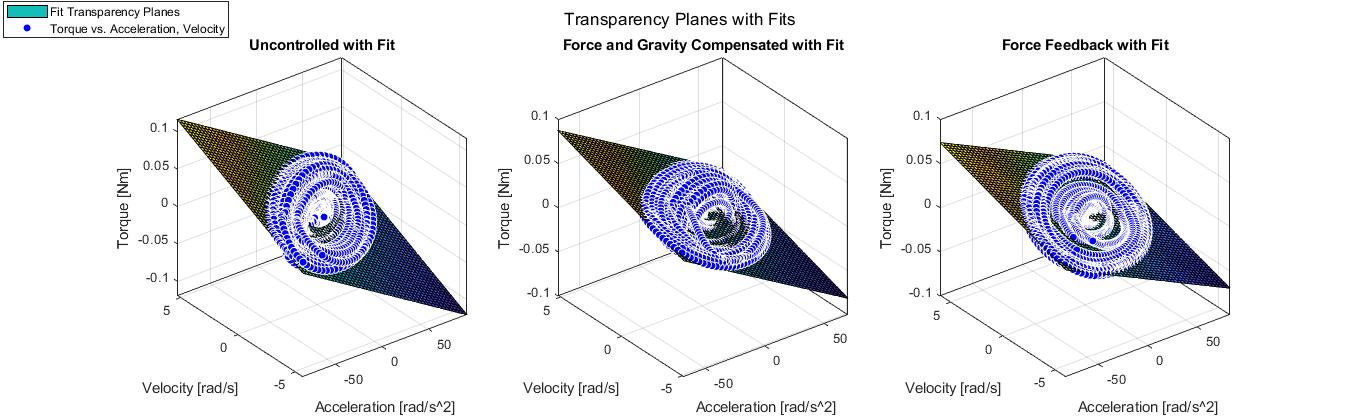 Fit Transparency Planes
Torque vs. Acceleration, Velocity
Transparency Planes with Fits
Uncontrolled with Fit
0.1
0.05
0
-0.05
-0.1
Torque [Nm]
5
0
-5
Velocity [rad/s]
-50
0
50
Acceleration [rad/s^2]
Force and Gravity Compensated with Fit
0.1
0.05
0
-0.05
-0.1
Torque [Nm]
5
0
-5
Velocity [rad/s]
-50
0
50
Acceleration [rad/s^2]
Force Feedback with Fit
0.1
0.05
0
-0.05
-0.1
Torque [Nm]
5
0
-5
Velocity [rad/s]
-50
0
50
Acceleration [rad/s^2]